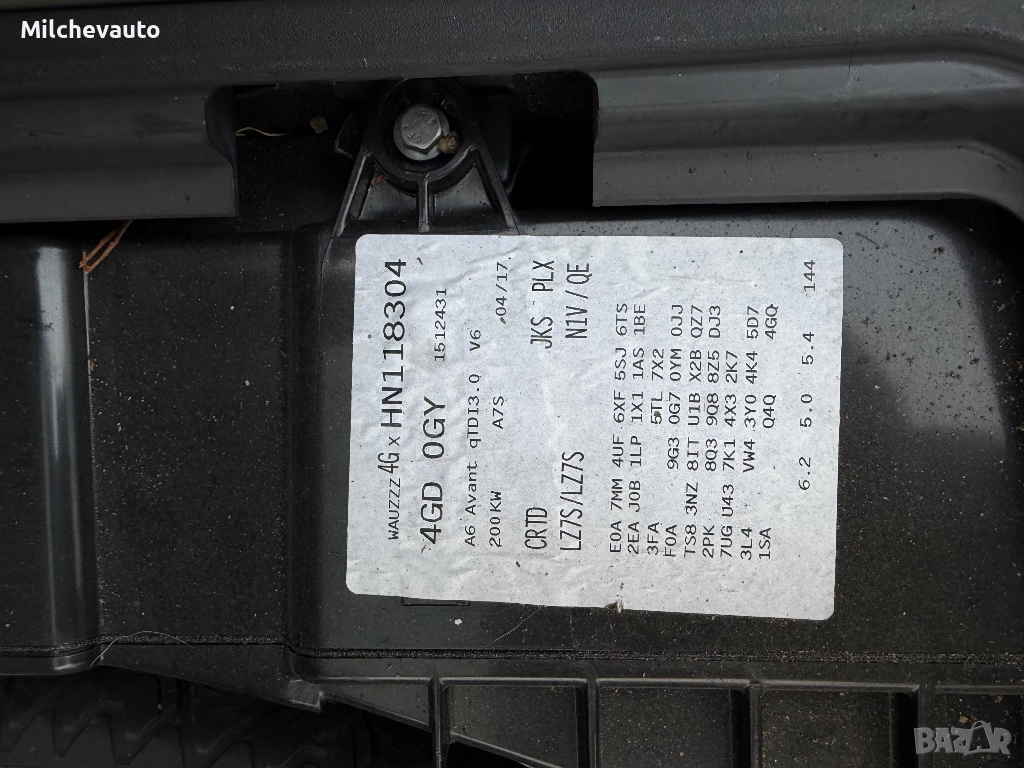 Milchevauto
WAUZZZ 4G x HN118304
4GD 0GY 1512431
A6 Avant qTDI3.0 V6
200KW A7S 04/17
CRTD JKS PLX
LZ7S/LZ7S N1V/QE
E0A 7MM 4UF 6XF 5SJ 6TS
2EA J0B 1LP 1X1 1AS 1BE
3FA 5TL 7X2
F0A 9G3 0G7 0YM 0JJ
TS8 3NZ 8IT U1B X2B QZ7
2PK 8Q3 9Q8 8Z5 DJ3
7UG U43 7K1 4X3 2K7
3L4 VW4 3Y0 4K4 5D7
1SA Q4Q 4GQ
6.2 5.0 5.4 144
BAZAR